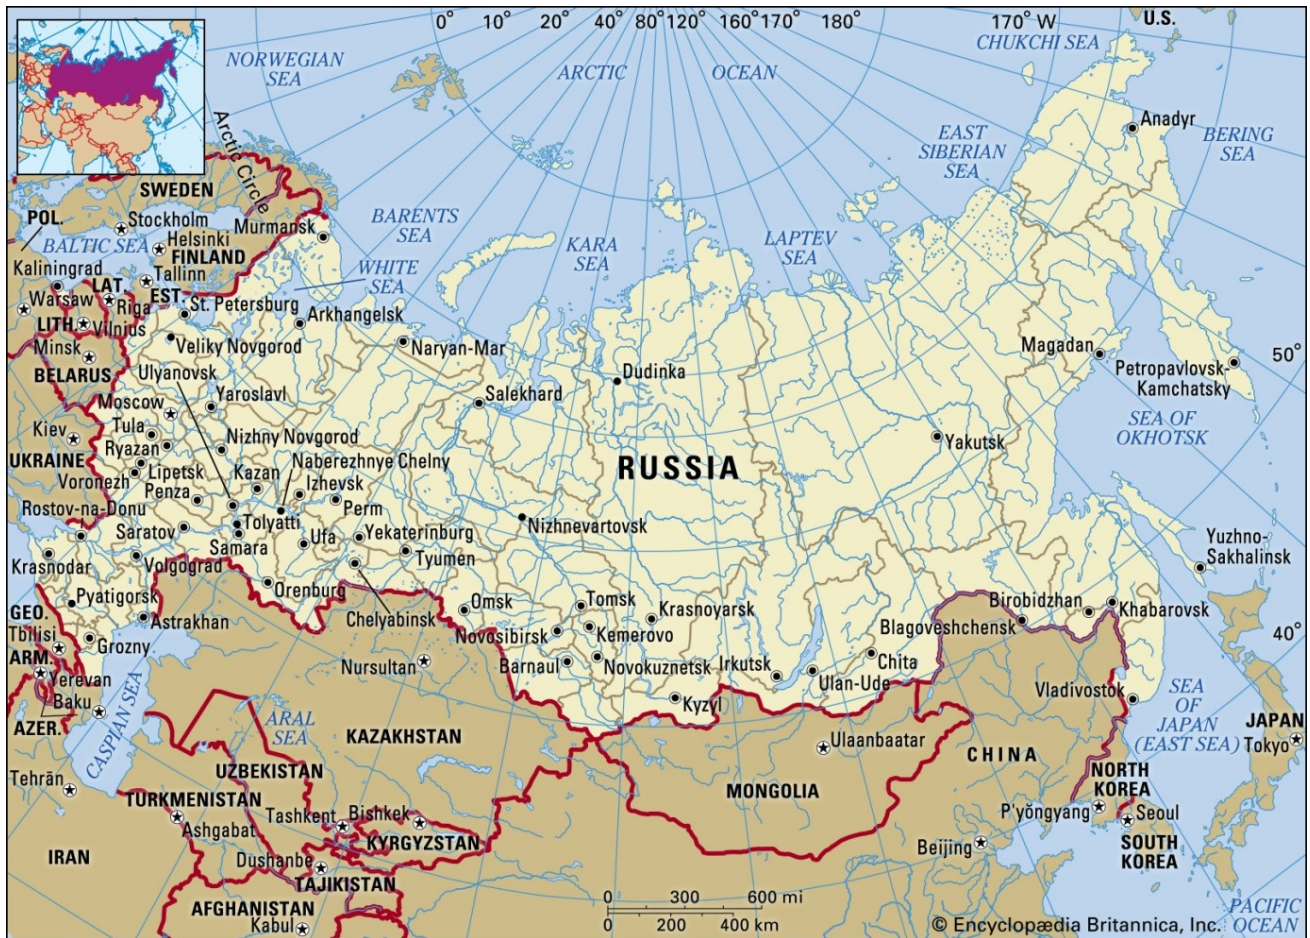 0° 10° 20° 40° 80° 120° 160° 170° 180° 170° W
U.S.
CHUKCHI SEA
NORWEGIAN
SEA
ARCTIC OCEAN
Arctic Circle
Anadyr
EAST
SIBERIAN
SEA
BERING
SEA
SWEDEN
POL.
Stockholm
BALTIC SEA
Helsinki
FINLAND
Murmansk
BARENTS
SEA
KARA
SEA
LAPTEV
SEA
WHITE
SEA
Kaliningrad
Tallinn
LAT.
EST.
Warsaw
Riga
St. Petersburg
Arkhangelsk
LITH.
Vilnius
Minsk
Veliky Novgorod
Naryan-Mar
Magadan
50°
BELARUS
Ulyanovsk
Dudinka
Petropavlovsk-
Kamchatsky
Yaroslavl
Salekhard
Moscow
Tula
SEA OF
OKHOTSK
Kiev
Ryazan
Nizhny Novgorod
Yakutsk
UKRAINE
Lipetsk
Kazan
Naberezhnye Chelny
RUSSIA
Voronezh
Penza
Izhevsk
Perm
Rostov-na-Donu
Saratov
Tolyatti
Samara
Ufa
Yekaterinburg
Nizhnevartovsk
Yuzhno-
Sakhalinsk
Krasnodar
Volgograd
Tyumen
Pyatigorsk
Orenburg
Chelyabinsk
Omsk
Tomsk
Krasnoyarsk
Birobidzhan
Khabarovsk
GEO.
Astrakhan
Novosibirsk
Kemerovo
Blagoveshchensk
40°
Tbilisi
Grozny
ARM.
Yerevan
Nursultan
Barnaul
Novokuznetsk
Irkutsk
Ulan-Ude
Chita
Baku
Kyzyl
Vladivostok
AZER.
CASPIAN SEA
ARAL
SEA
KAZAKHSTAN
Ulaanbaatar
CHINA
SEA
OF
JAPAN
(EAST SEA)
JAPAN
Tokyo
Tehrān
UZBEKISTAN
MONGOLIA
NORTH
KOREA
TURKMENISTAN
Ashgabat
Tashkent
Bishkek
KYRGYZSTAN
P'yŏngyang
Seoul
IRAN
Dushanbe
TAJIKISTAN
Beijing
SOUTH
KOREA
AFGHANISTAN
Kabul
0 300 600 mi
0 200 400 km
PACIFIC
OCEAN
© Encyclopædia Britannica, Inc.